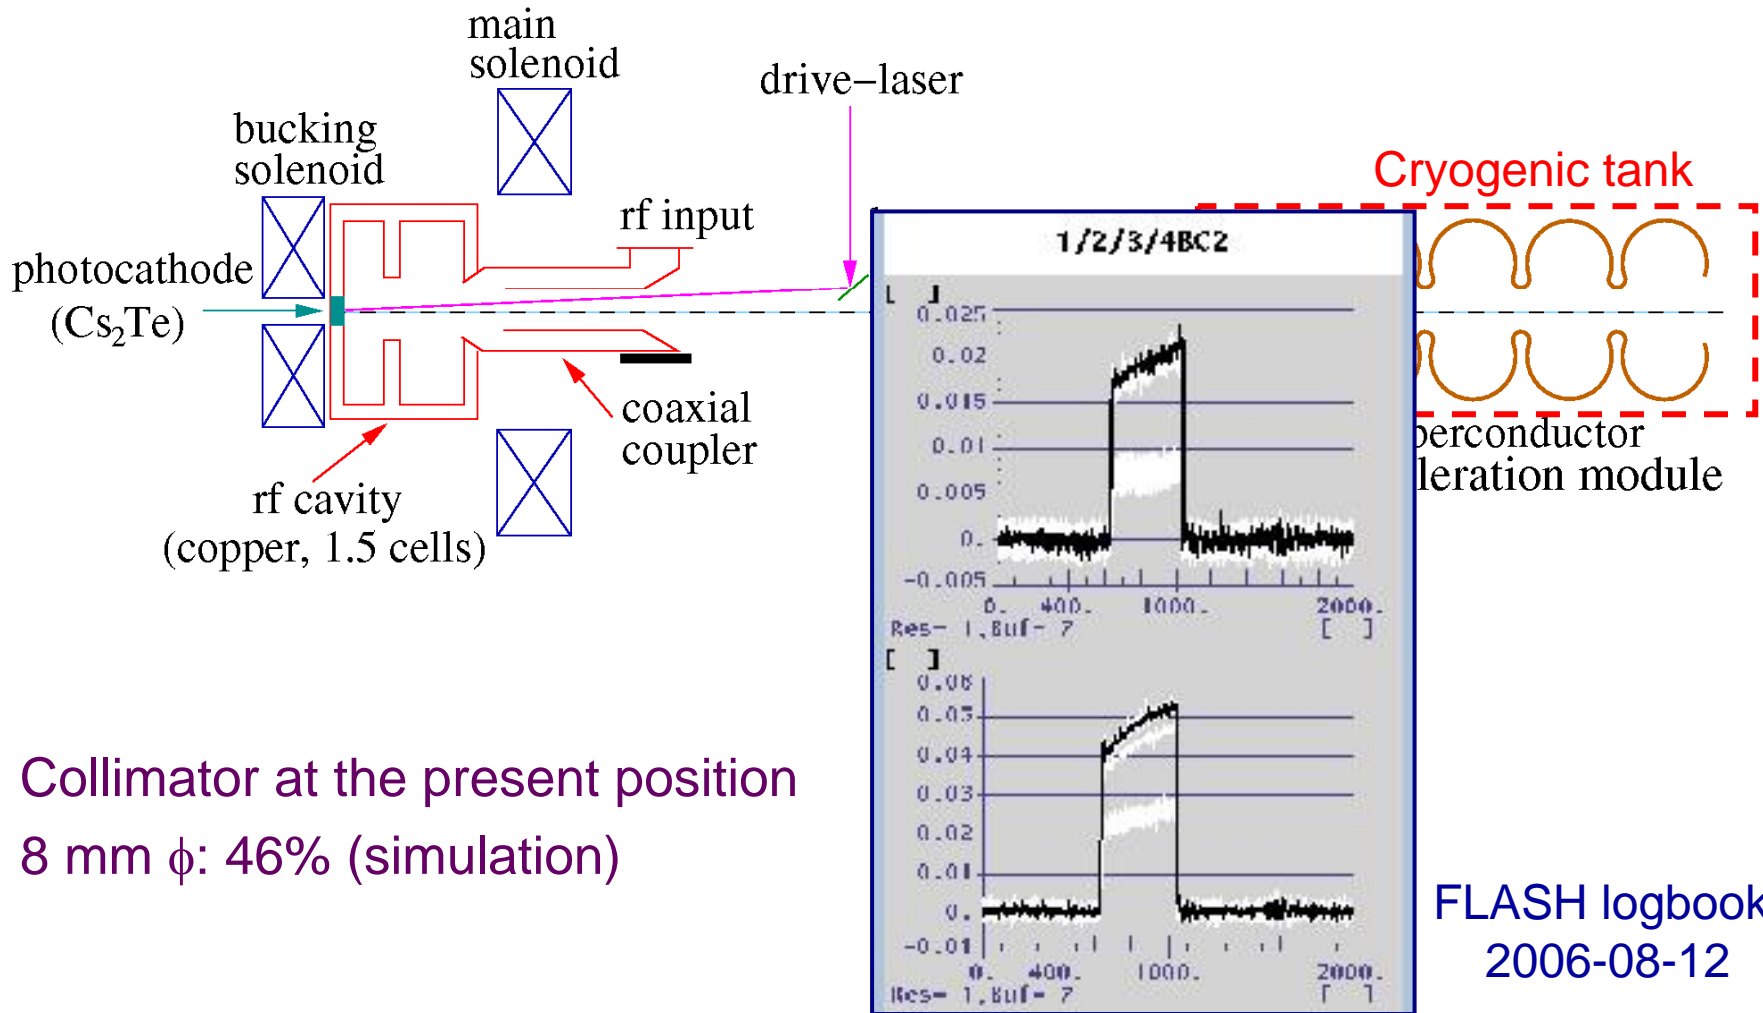 main
solenoid
drive-laser
bucking
solenoid
Cryogenic tank
rf input
photocathode
(Cs₂Te)
coaxial
coupler
rf cavity
(copper, 1.5 cells)
perconductor
leration module
1/2/3/4BC2
[ ]
0.025
0.02
0.015
0.01
0.005
0.
-0.005
0. 400. 1000. 2000.
Res- 1,Buf- 7 [ ]
[ ]
0.06
0.05
0.04
0.03
0.02
0.01
0.
-0.01
0. 400. 1000. 2000.
Res- 1,Buf- 7 [ ]
Collimator at the present position
8 mm ϕ: 46% (simulation)
FLASH logbook
2006-08-12